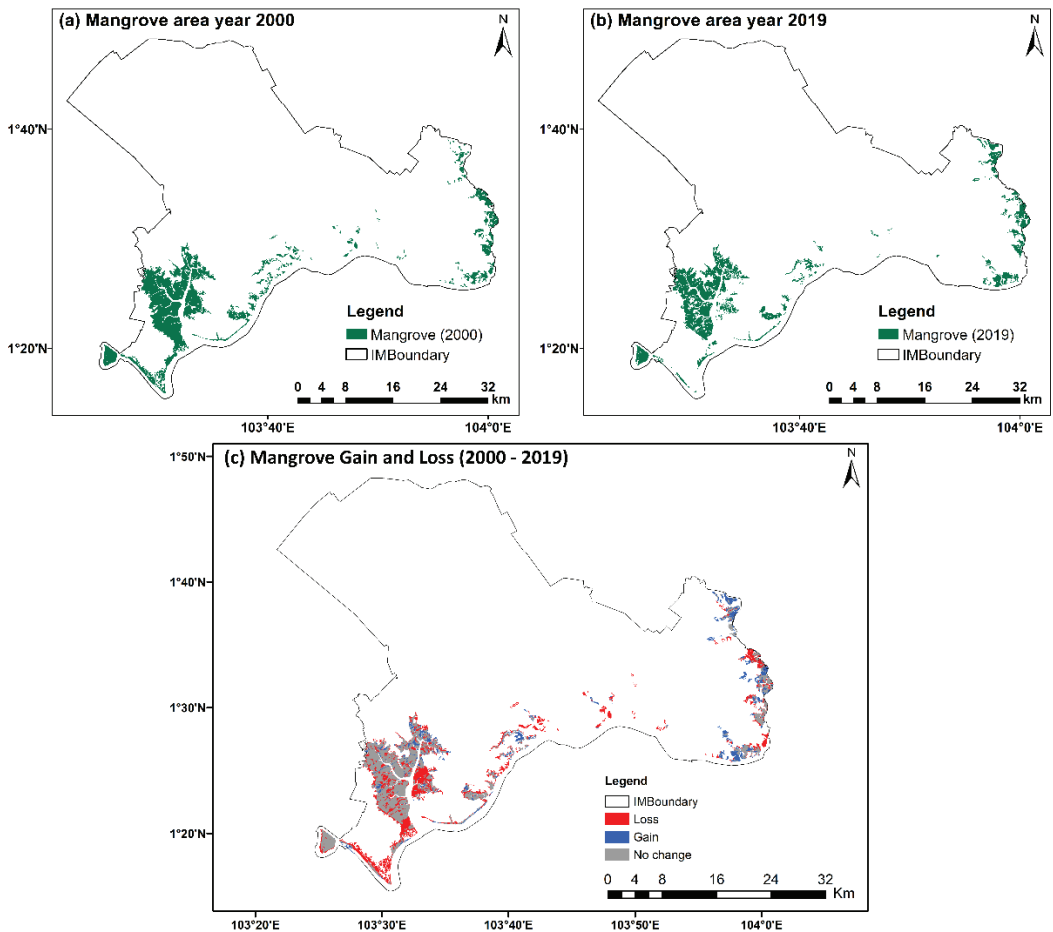 (a) Mangrove area year 2000
N
1°40'N
1°20'N
Legend
Mangrove (2000)
IMBoundary
0 4 8 16 24 32
km
103°40'E
104°E
(b) Mangrove area year 2019
N
1°40'N
1°20'N
Legend
Mangrove (2019)
IMBoundary
0 4 8 16 24 32
km
103°40'E
104°E
(c) Mangrove Gain and Loss (2000 - 2019)
N
1°50'N
1°40'N
1°30'N
1°20'N
Legend
IMBoundary
Loss
Gain
No change
0 4 8 16 24 32
Km
103°20'E
103°30'E
103°40'E
103°50'E
104°0'E